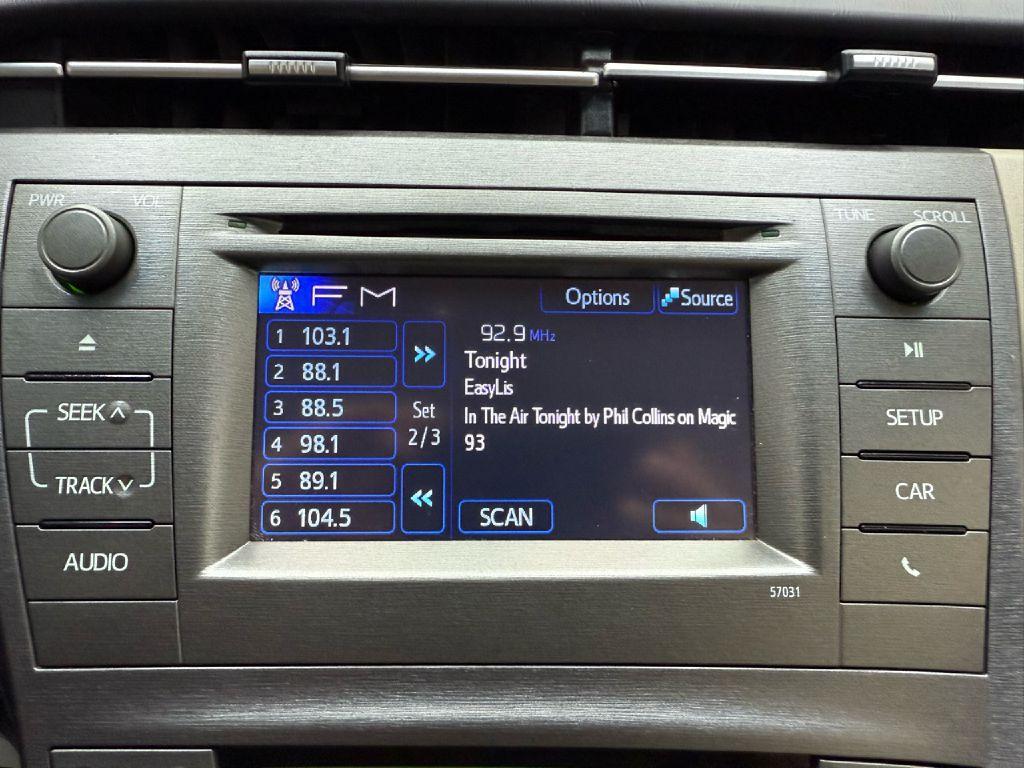 PWR VOL
TUNE SCROLL
FM
Options
Source
1 103.1
2 88.1
3 88.5
4 98.1
5 89.1
6 104.5
Set
2/3
92.9 MHz
Tonight
EasyLis
In The Air Tonight by Phil Collins on Magic
93
SCAN
SEEK
TRACK
AUDIO
SETUP
CAR
57031